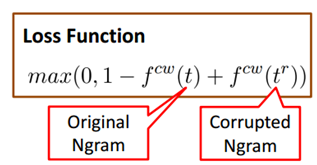 Loss Function
max(0, 1 − f^{cw}(t) + f^{cw}(t^r))
Original Corrupted
Ngram Ngram